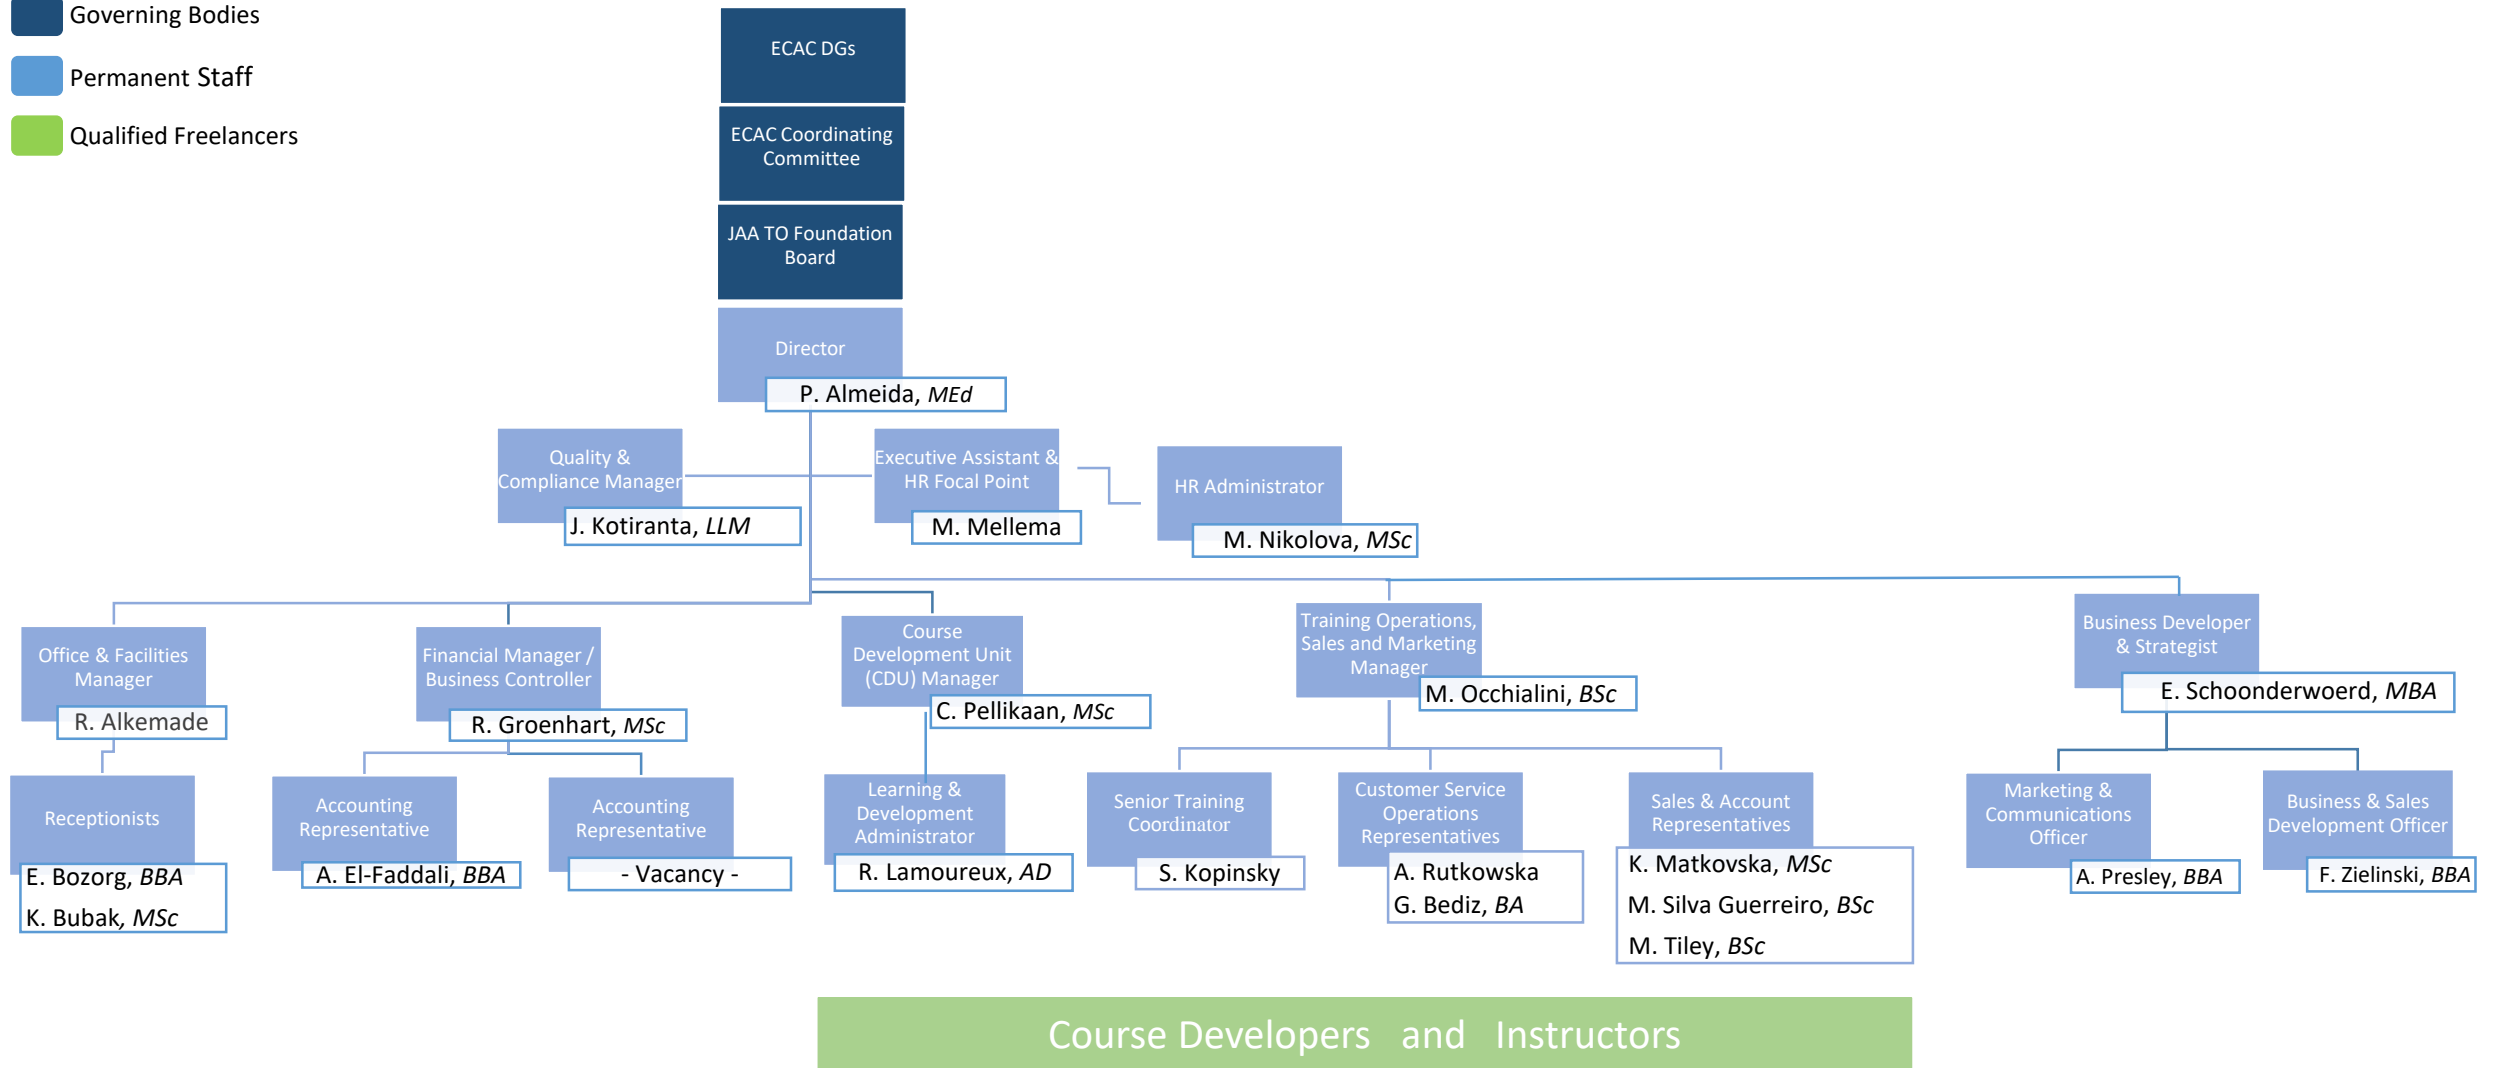 Governing Bodies
Permanent Staff
Qualified Freelancers
ECAC DGs
ECAC Coordinating
Committee
JAA TO Foundation
Board
Director
P. Almeida, MEd
Quality &
Compliance Manager
J. Kotiranta, LLM
Executive Assistant &
HR Focal Point
M. Mellema
HR Administrator
M. Nikolova, MSc
Office & Facilities
Manager
R. Alkemade
Financial Manager /
Business Controller
R. Groenhart, MSc
Course
Development Unit
(CDU) Manager
C. Pellikaan, MSc
Training Operations,
Sales and Marketing
Manager
M. Occhialini, BSc
Business Developer
& Strategist
E. Schoonderwoerd, MBA
Receptionists
E. Bozorg, BBA
K. Bubak, MSc
Accounting
Representative
A. El-Faddali, BBA
Accounting
Representative
- Vacancy -
Learning &
Development
Administrator
R. Lamoureux, AD
Senior Training
Coordinator
S. Kopinsky
Customer Service
Operations
Representatives
A. Rutkowska
G. Bediz, BA
Sales & Account
Representatives
K. Matkovska, MSc
M. Silva Guerreiro, BSc
M. Tiley, BSc
Marketing &
Communications
Officer
A. Presley, BBA
Business & Sales
Development Officer
F. Zielinski, BBA
Course Developers and Instructors